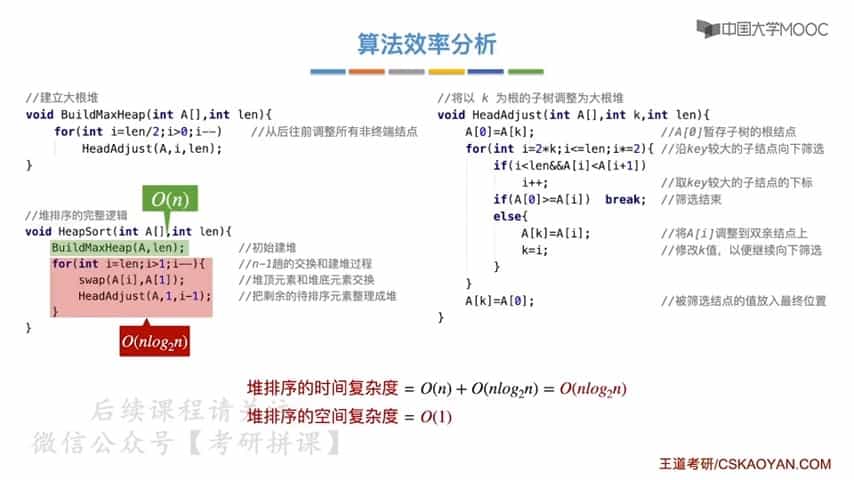 中国大学MOOC
算法效率分析
//建立大根堆
void BuildMaxHeap(int A[],int len){
for(int i=len/2;i>0;i--) //从后往前调整所有非终端结点
HeadAdjust(A,i,len);
}
O(n)
//堆排序的完整逻辑
void HeapSort(int A[],int len){
BuildMaxHeap(A,len); //初始建堆
for(int i=len;i>1;i--){ //n-1趟的交换和建堆过程
swap(A[i],A[1]); //堆顶元素和堆底元素交换
HeadAdjust(A,1,i-1); //把剩余的待排序元素整理成堆
}
}
O(nlog₂n)
//将以 k 为根的子树调整为大根堆
void HeadAdjust(int A[],int k,int len){
A[0]=A[k]; //A[0]暂存子树的根结点
for(int i=2*k;i<=len;i*=2){ //沿key较大的子结点向下筛选
if(i<len&&A[i]<A[i+1])
i++; //取key较大的子结点的下标
if(A[0]>=A[i]) break; //筛选结束
else{
A[k]=A[i]; //将A[i]调整到双亲结点上
k=i; //修改k值，以便继续向下筛选
}
}
A[k]=A[0]; //被筛选结点的值放入最终位置
}
堆排序的时间复杂度 = O(n) + O(nlog₂n) = O(nlog₂n)
堆排序的空间复杂度 = O(1)
后续课程请关注
微信公众号【考研拼课】
王道考研/CSKAOYAN.COM